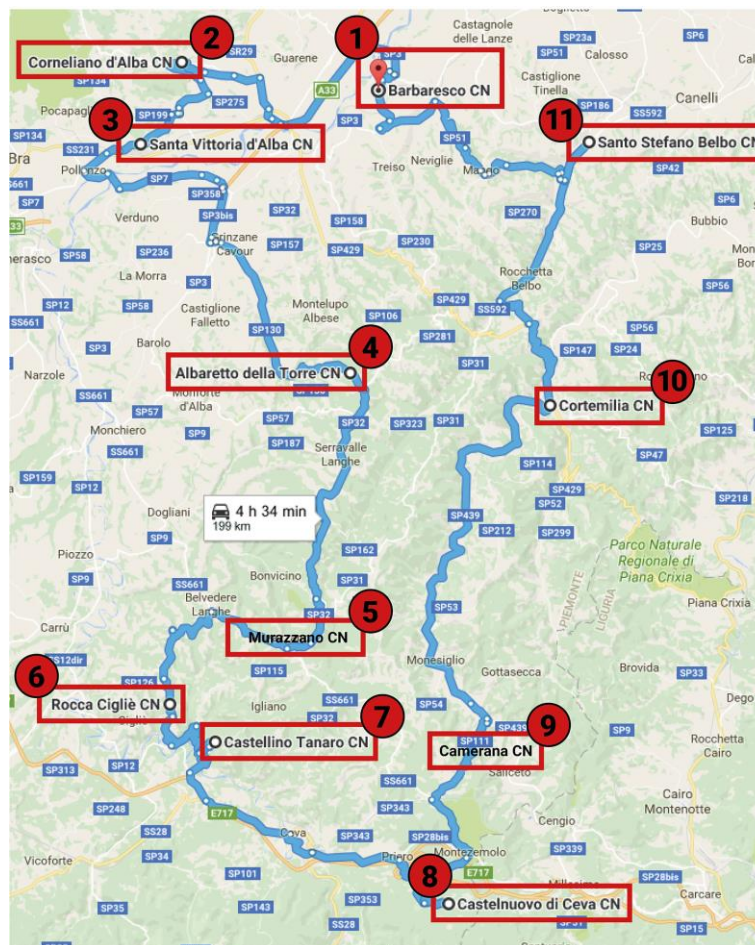 1
2
3
4
5
6
7
8
9
10
11
Corneliano d'Alba CN
Barbaresco CN
Santa Vittoria d'Alba CN
Santo Stefano Belbo CN
Albaretto della Torre CN
Cortemilia CN
Murazzano CN
Rocca Cigliè CN
Castellino Tanaro CN
Camerana CN
Castelnuovo di Ceva CN
4 h 34 min
199 km
Guarene
Castagnole
delle Lanze
Calosso
Castiglione
Tinella
Canelli
Pocapaglia
Bra
Pollenzo
Treiso
Neviglie
Verduno
Grinzane
Cavour
La Morra
Bubbio
Rocchetta
Belbo
Castiglione
Falletto
Montelupo
Albese
Barolo
Narzole
Monforte
d'Alba
Monchiero
Serravalle
Langhe
Dogliani
Piozzo
Bonvicino
Belvedere
Langhe
Carrù
Parco Naturale
Regionale di
Piana Crixia
PIEMONTE
LIGURIA
Piana Crixia
Monesiglio
Gottasecca
Brovida
Dego
Igliano
Rocchetta
Cairo
Saliceto
Cairo
Montenotte
Cengio
Vicoforte
Ceva
Priero
Montezemolo
Carcare
SR29
SP3
SP51
SP23a
SP6
A33
SP134
SP275
SP199
SP186
SS592
SP42
SS231
SP7
SP358
SP3bis
SP32
SP158
SP157
SP429
SP230
SP270
SP25
SP58
SP236
SP56
SP12
SS661
SP130
SP106
SP281
SP147
SP24
SP57
SP9
SP187
SP323
SP31
SP125
SP47
SP114
SP159
SP439
SP52
SP212
SP299
SP218
SP162
SP53
SP126
SP115
SP54
SP33
SP111
SP313
SP248
SS28
SP34
E717
SP343
SP28bis
SP339
SP101
SP143
SP353
SP35
SP15